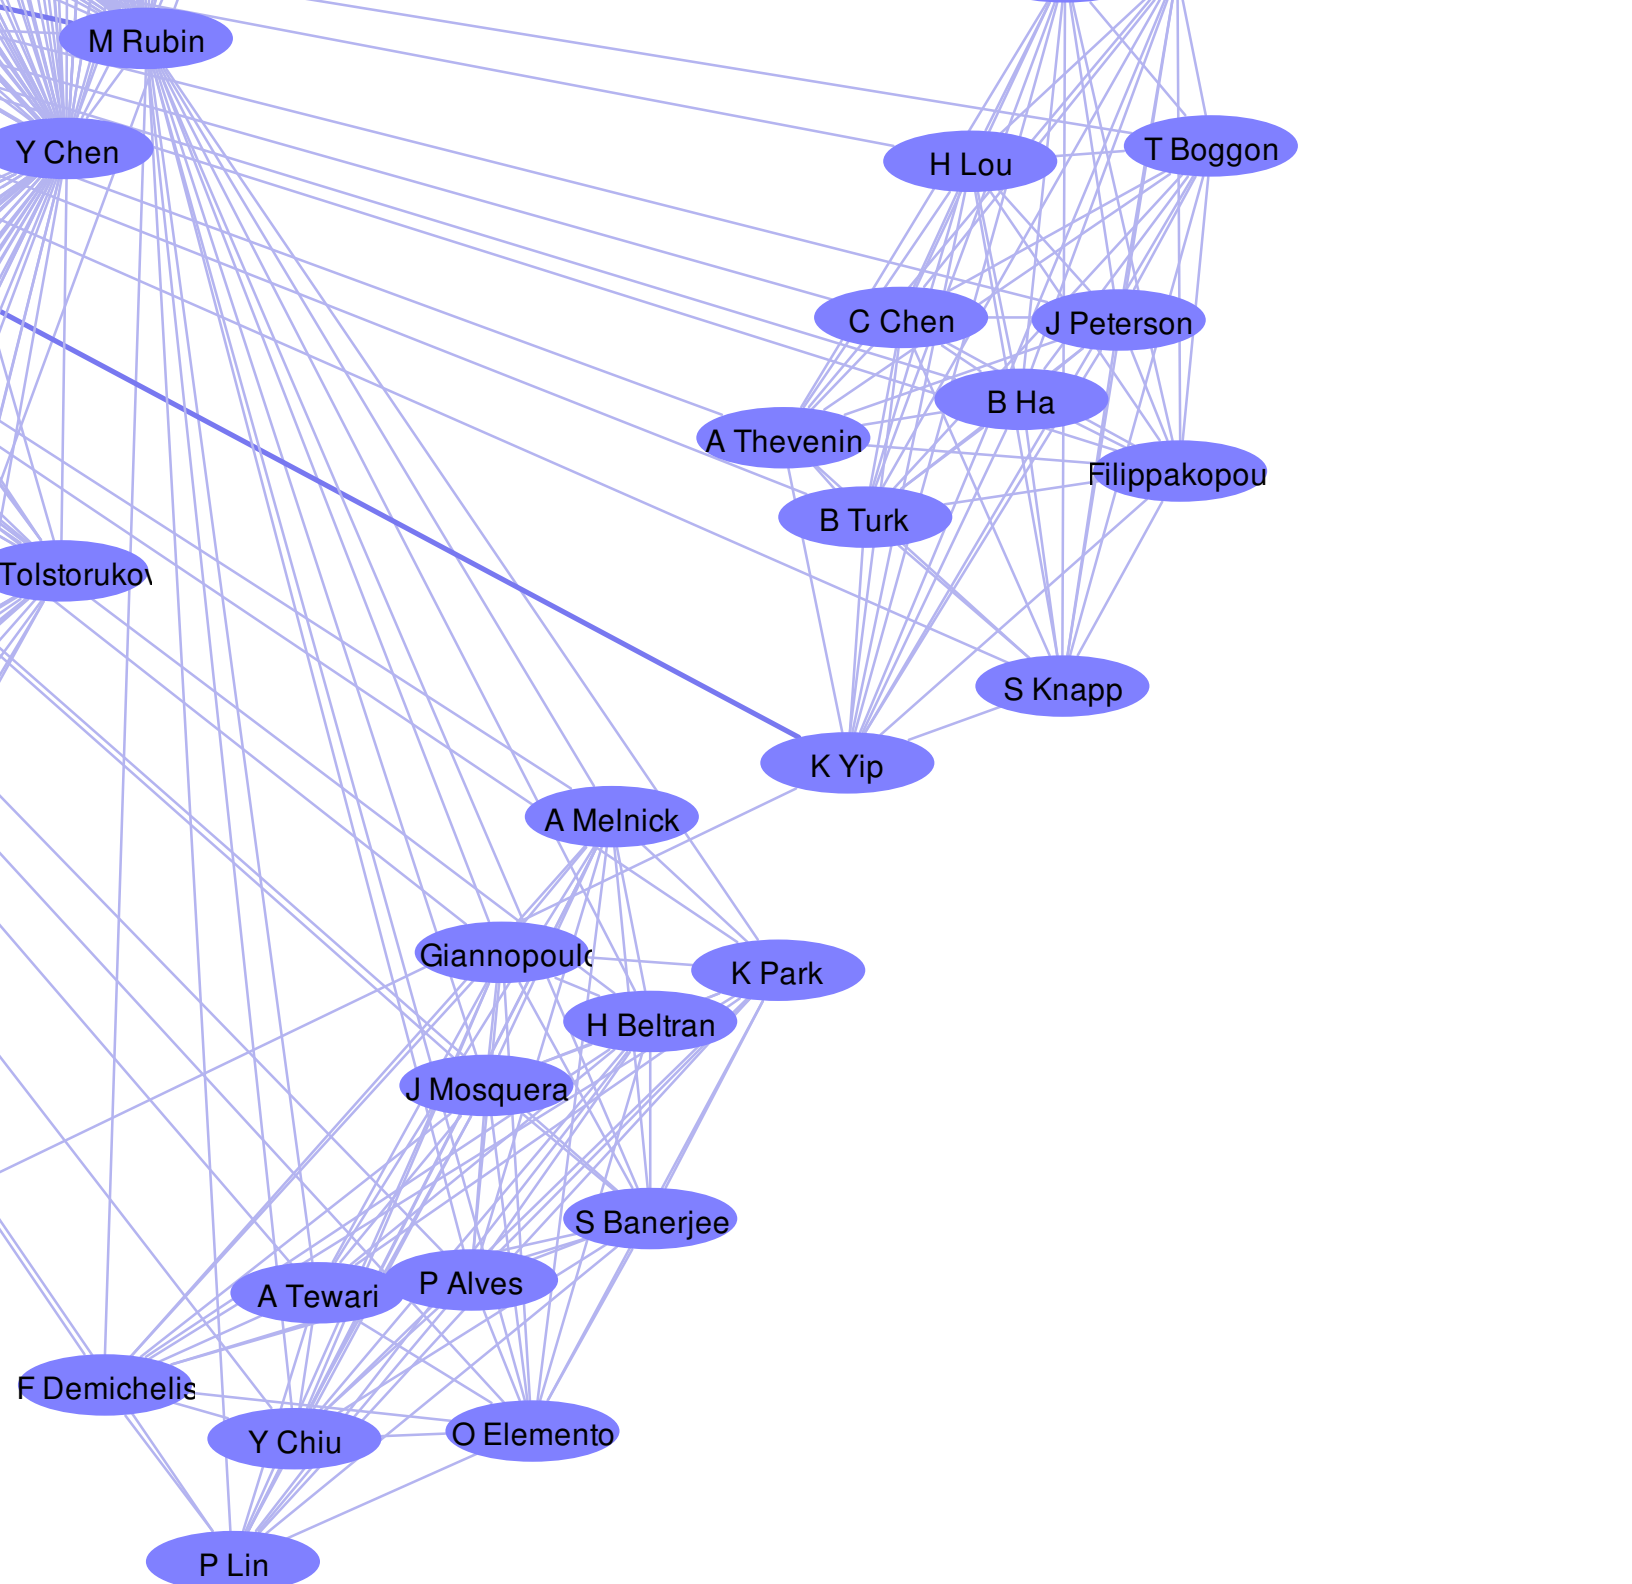 M Rubin
Y Chen
T Boggon
H Lou
C Chen
J Peterson
B Ha
A Thevenin
Filippakopou
B Turk
Tolstorukov
S Knapp
K Yip
A Melnick
Giannopoulo
K Park
H Beltran
J Mosquera
S Banerjee
A Tewari
P Alves
F Demichelis
Y Chiu
O Elemento
P Lin